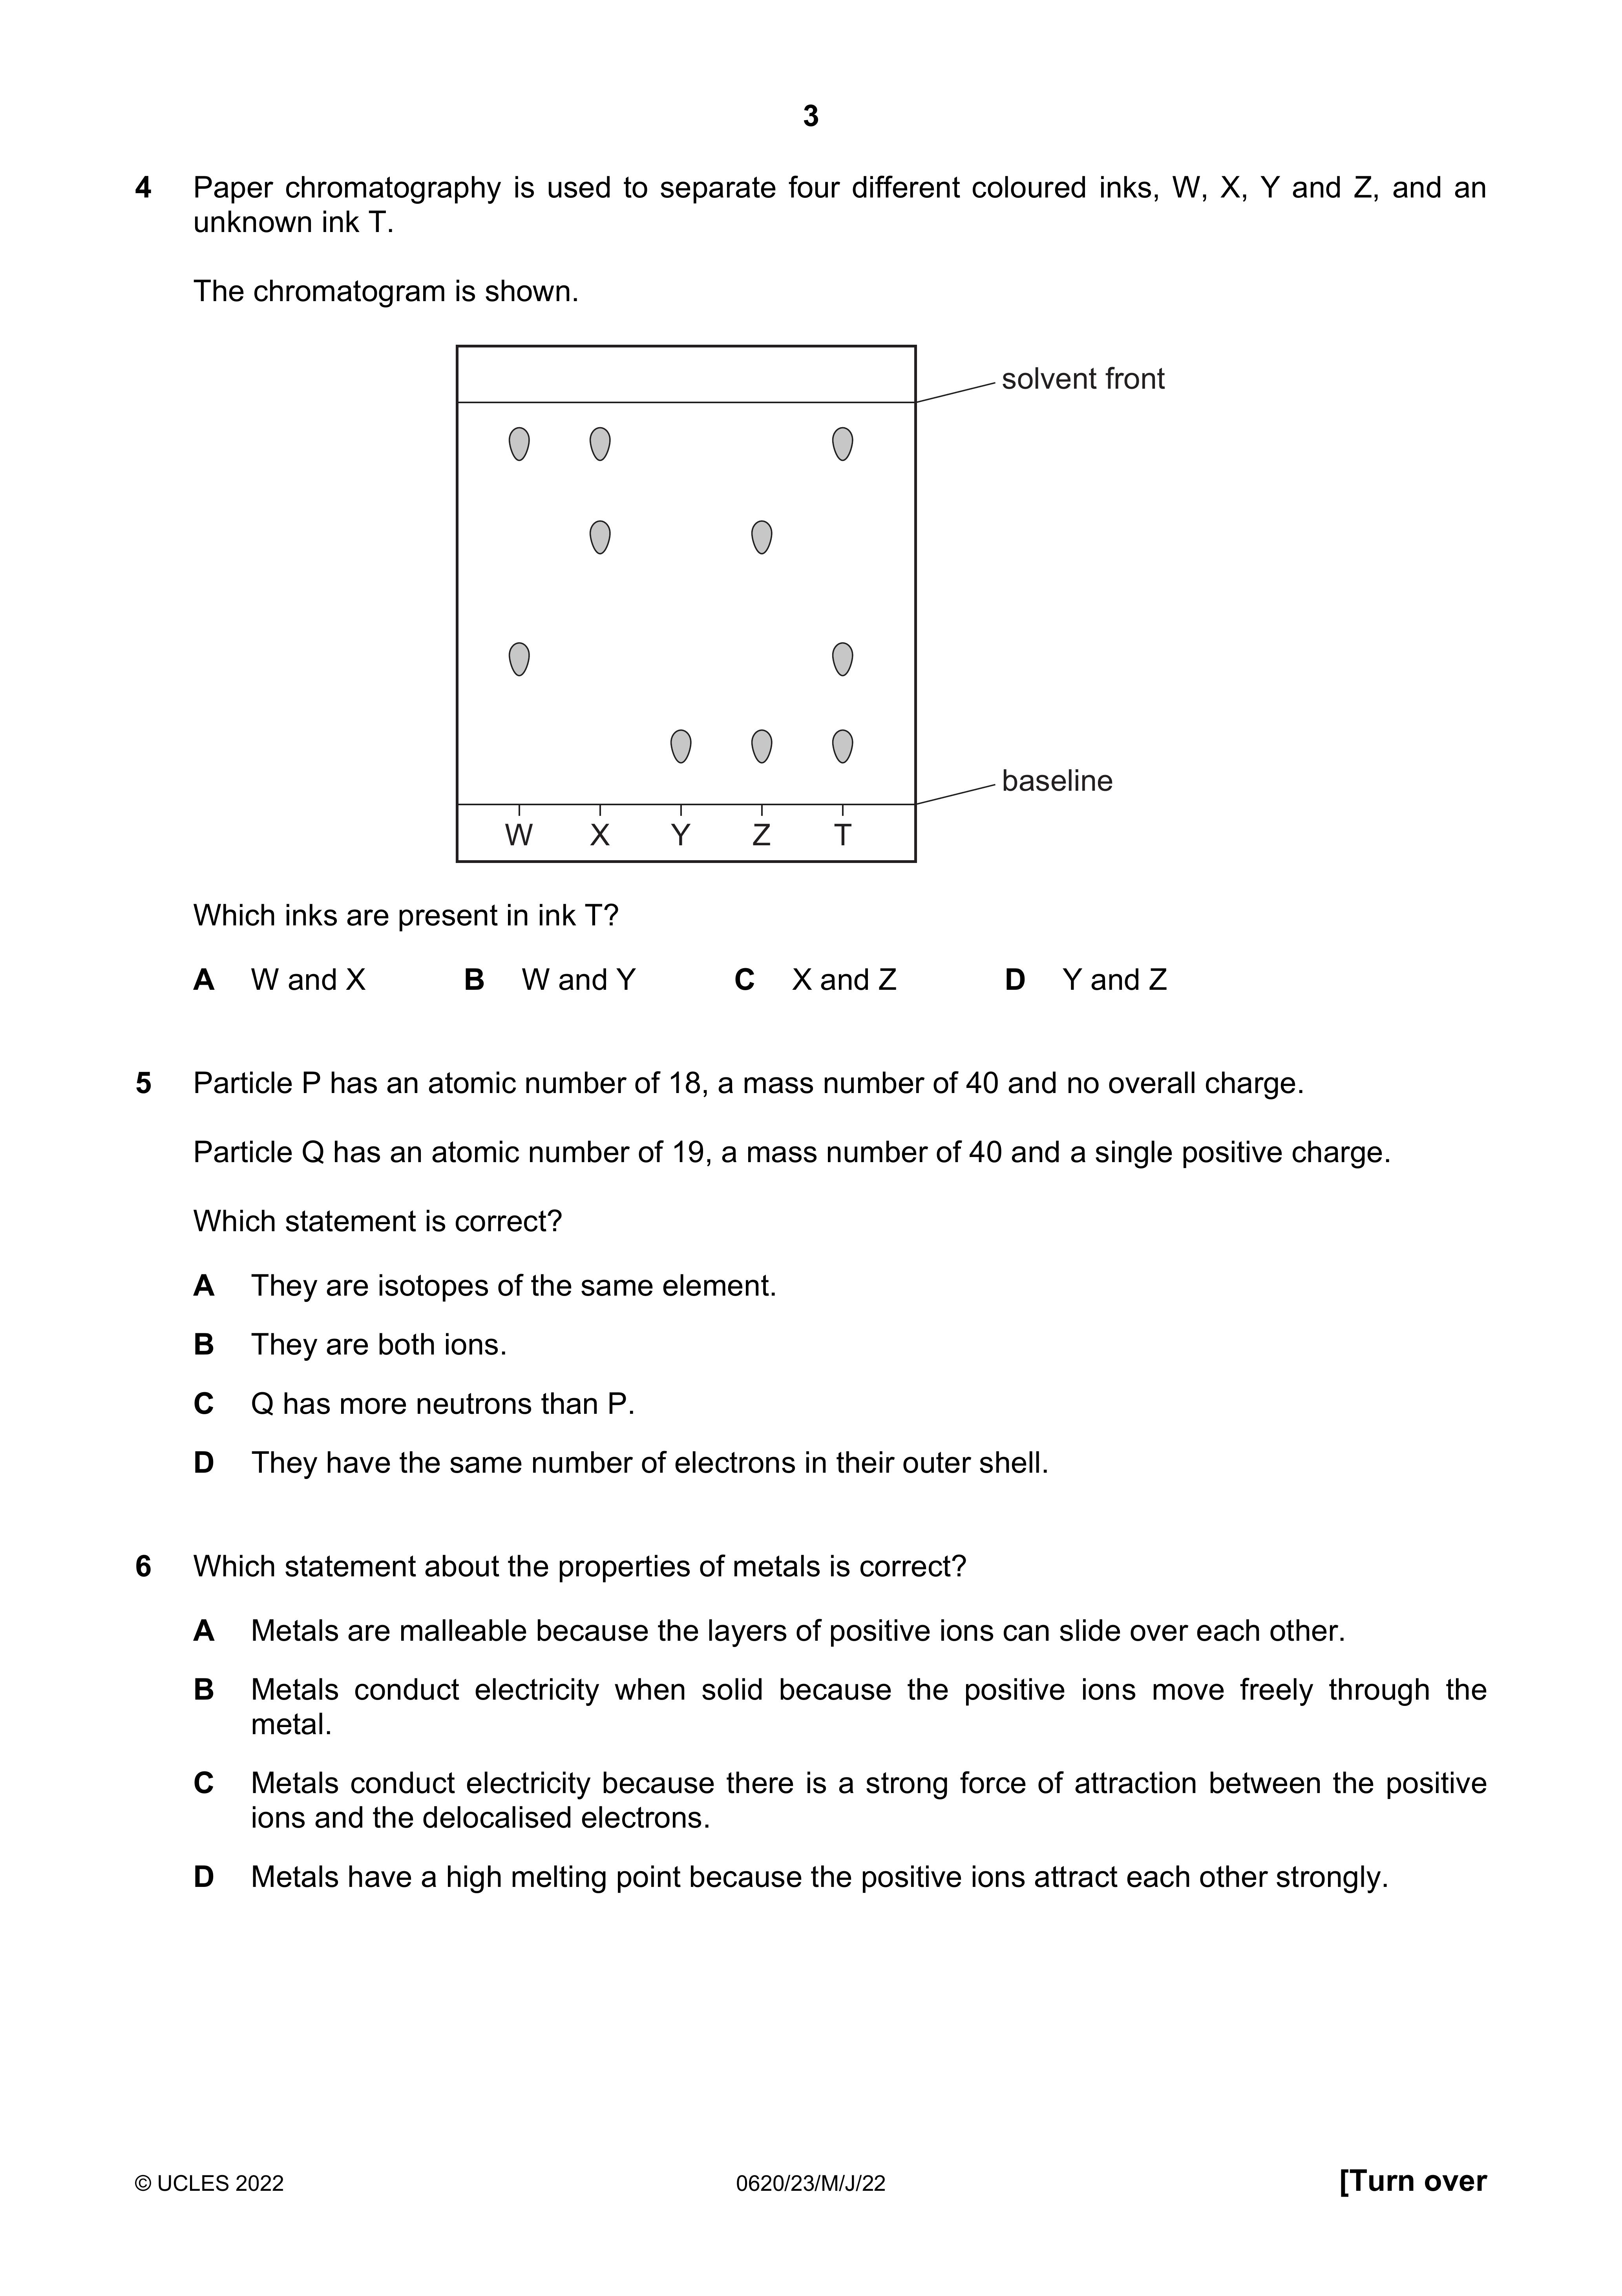 3
4 Paper chromatography is used to separate four different coloured inks, W, X, Y and Z, and an
unknown ink T.
The chromatogram is shown.
solvent front
baseline
W X Y Z T
Which inks are present in ink T?
A W and X B W and Y C X and Z D Y and Z
5 Particle P has an atomic number of 18, a mass number of 40 and no overall charge.
Particle Q has an atomic number of 19, a mass number of 40 and a single positive charge.
Which statement is correct?
A They are isotopes of the same element.
B They are both ions.
C Q has more neutrons than P.
D They have the same number of electrons in their outer shell.
6 Which statement about the properties of metals is correct?
A Metals are malleable because the layers of positive ions can slide over each other.
B Metals conduct electricity when solid because the positive ions move freely through the
metal.
C Metals conduct electricity because there is a strong force of attraction between the positive
ions and the delocalised electrons.
D Metals have a high melting point because the positive ions attract each other strongly.
© UCLES 2022 0620/23/M/J/22 [Turn over